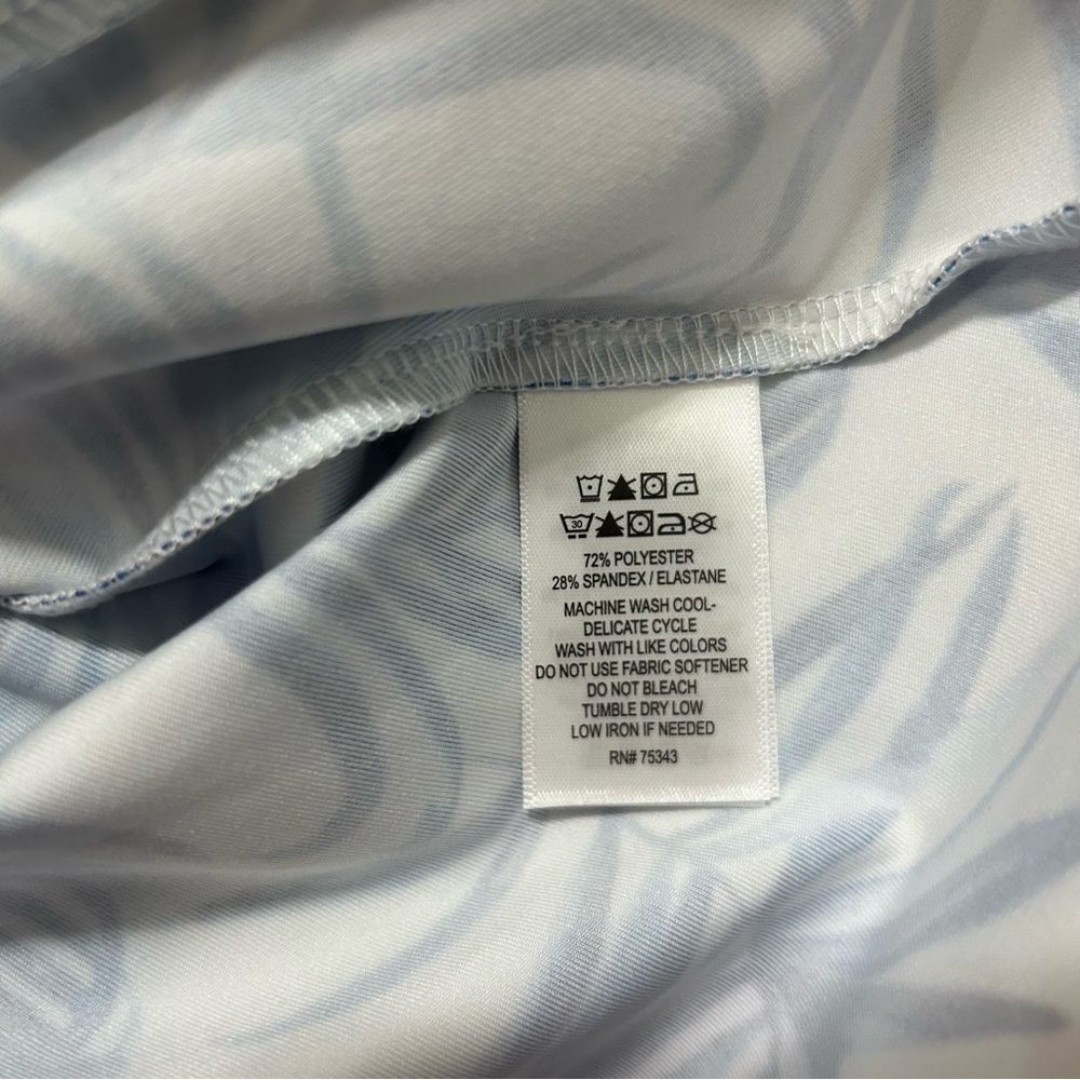 30
72% POLYESTER
28% SPANDEX / ELASTANE
MACHINE WASH COOL-
DELICATE CYCLE
WASH WITH LIKE COLORS
DO NOT USE FABRIC SOFTENER
DO NOT BLEACH
TUMBLE DRY LOW
LOW IRON IF NEEDED
RN# 75343